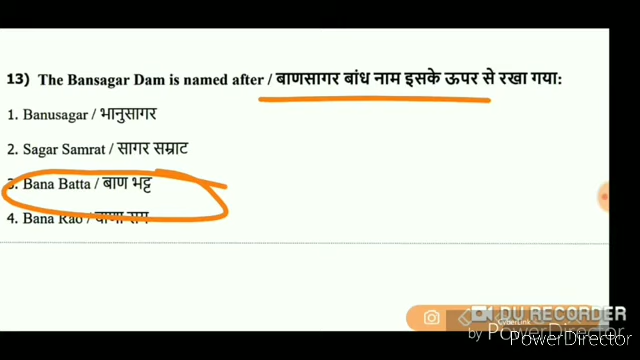 13) The Bansagar Dam is named after / बाणसागर बांध नाम इसके ऊपर से रखा गया:
1. Banusagar / भानुसागर
2. Sagar Samrat / सागर सम्राट
3. Bana Batta / बाण भट्ट
4. Bana Rao / बाणा राव
DU RECORDER
CyberLink
by PowerDirector
PowerDirector